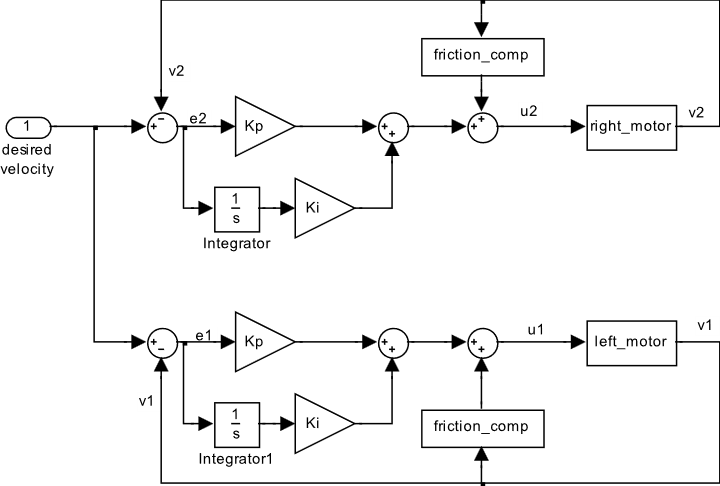 friction_comp
v2
e2
Kp
u2
v2
1
right_motor
desired
velocity
+
−
+
+
+
+
1
s
Ki
Integrator
e1
Kp
u1
v1
left_motor
+
−
+
+
+
+
v1
1
s
Ki
friction_comp
Integrator1